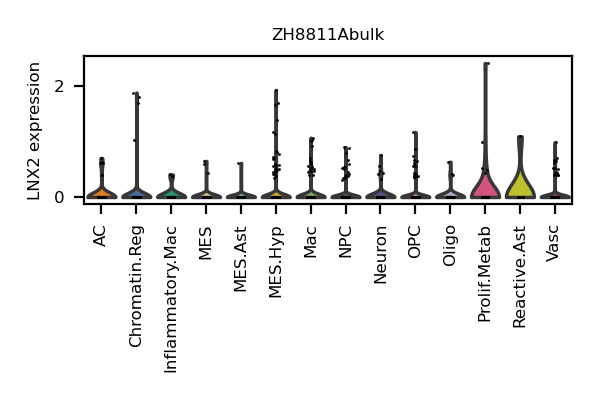 ZH8811Abulk
LNX2 expression
2
0
AC
Chromatin.Reg
Inflammatory.Mac
MES
MES.Ast
MES.Hyp
Mac
NPC
Neuron
OPC
Oligo
Prolif.Metab
Reactive.Ast
Vasc